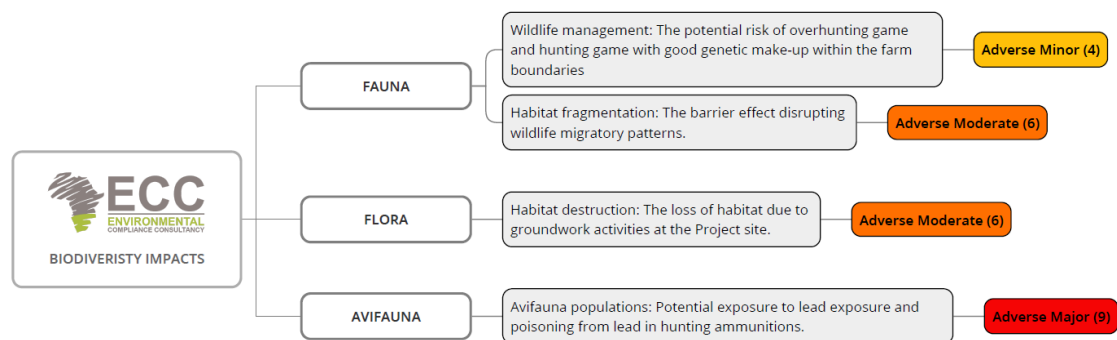 Wildlife management: The potential risk of overhunting game
and hunting game with good genetic make-up within the farm
boundaries
Adverse Minor (4)
FAUNA
Habitat fragmentation: The barrier effect disrupting
wildlife migratory patterns.
Adverse Moderate (6)
ECC
ENVIRONMENTAL
COMPLIANCE CONSULTANCY
BIODIVERISTY IMPACTS
FLORA
Habitat destruction: The loss of habitat due to
groundwork activities at the Project site.
Adverse Moderate (6)
AVIFAUNA
Avifauna populations: Potential exposure to lead exposure and
poisoning from lead in hunting ammunitions.
Adverse Major (9)